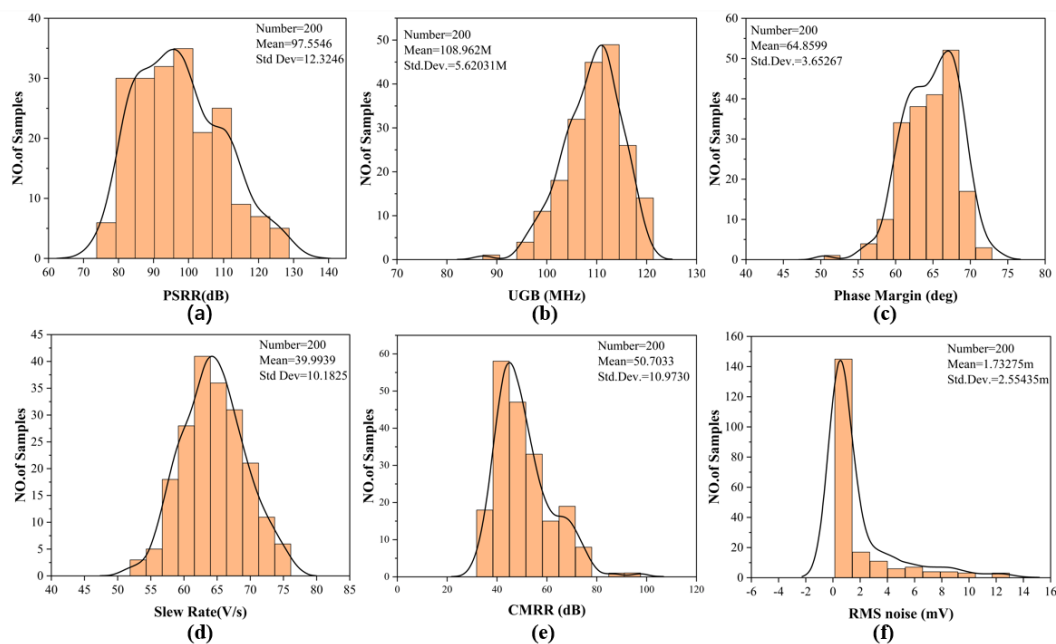 40
30
20
10
0
NO.of Samples
Number=200
Mean=97.5546
Std Dev=12.3246
60 70 80 90 100 110 120 130 140
PSRR(dB)
(a)
50
40
30
20
10
0
NO.of Samples
Number=200
Mean=108.962M
Std.Dev.=5.62031M
70 80 90 100 110 120 130
UGB (MHz)
(b)
60
50
40
30
20
10
0
NO.of Samples
Number=200
Mean=64.8599
Std.Dev.=3.65267
40 50 60 70 80
Phase Margin (deg)
(c)
45
40
35
30
25
20
15
10
5
0
NO.of Samples
Number=200
Mean=39.9939
Std Dev=10.1825
40 45 50 55 60 65 70 75 80 85
Slew Rate(V/s)
(d)
60
50
40
30
20
10
0
NO.of Samples
Number=200
Mean=50.7033
Std.Dev.=10.9730
0 20 40 60 80 100 120
CMRR (dB)
(e)
160
140
120
100
80
60
40
20
0
NO.of Samples
Number=200
Mean=1.73275m
Std.Dev.=2.55435m
-6 -4 -2 0 2 4 6 8 10 12 14 16
RMS noise (mV)
(f)